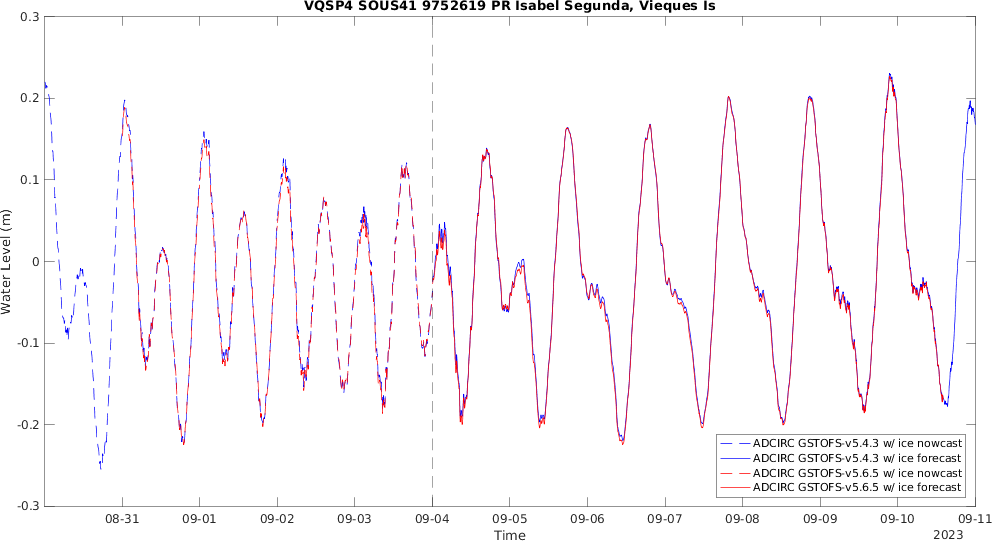 VQSP4 SOUS41 9752619 PR Isabel Segunda, Vieques Is
0.3
0.2
0.1
0
-0.1
-0.2
-0.3
Water Level (m)
ADCIRC GSTOFS-v5.4.3 w/ ice nowcast
ADCIRC GSTOFS-v5.4.3 w/ ice forecast
ADCIRC GSTOFS-v5.6.5 w/ ice nowcast
ADCIRC GSTOFS-v5.6.5 w/ ice forecast
08-31 09-01 09-02 09-03 09-04 09-05 09-06 09-07 09-08 09-09 09-10 09-11
Time
2023